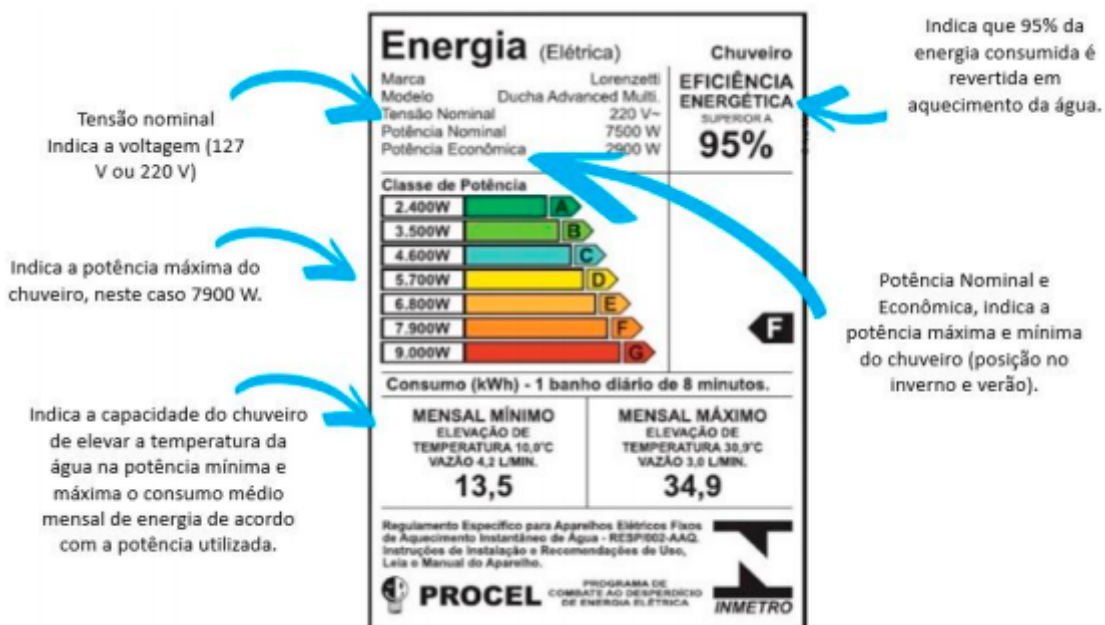 Energia (Elétrica) Chuveiro
Marca Lorenzetti
Modelo Ducha Advanced Multi.
Tensão Nominal 220 V~
Potência Nominal 7500 W
Potência Econômica 2900 W
EFICIÊNCIA
ENERGÉTICA
SUPERIOR A
95%
Indica que 95% da
energia consumida é
revertida em
aquecimento da água.
Tensão nominal
Indica a voltagem (127
V ou 220 V)
Classe de Potência
2.400W A
3.500W B
4.600W C
5.700W D
6.800W E
7.900W F
9.000W G
F
Indica a potência máxima do
chuveiro, neste caso 7900 W.
Potência Nominal e
Econômica, indica a
potência máxima e mínima
do chuveiro (posição no
inverno e verão).
Consumo (kWh) - 1 banho diário de 8 minutos.
MENSAL MÍNIMO
ELEVAÇÃO DE
TEMPERATURA 10,0°C
VAZÃO 4,2 L/MIN.
13,5
MENSAL MÁXIMO
ELEVAÇÃO DE
TEMPERATURA 30,9°C
VAZÃO 3,0 L/MIN.
34,9
Indica a capacidade do chuveiro
de elevar a temperatura da
água na potência mínima e
máxima o consumo médio
mensal de energia de acordo
com a potência utilizada.
Regulamento Específico para Aparelhos Elétricos Fixos
de Aquecimento Instantâneo de Água - RESP/002-AAQ.
Instruções de Instalação e Recomendações de Uso,
Leia o Manual do Aparelho.
PROCEL
PROGRAMA DE
COMBATE AO DESPERDÍCIO
DE ENERGIA ELÉTRICA
INMETRO